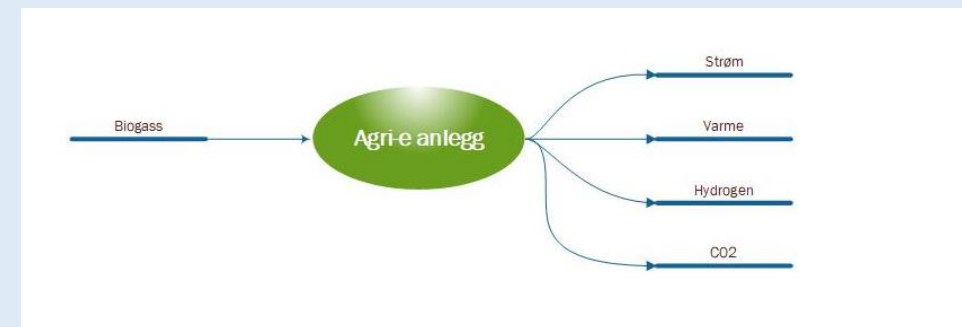 Strøm
Biogass
Agri-e anlegg
Varme
Hydrogen
CO2